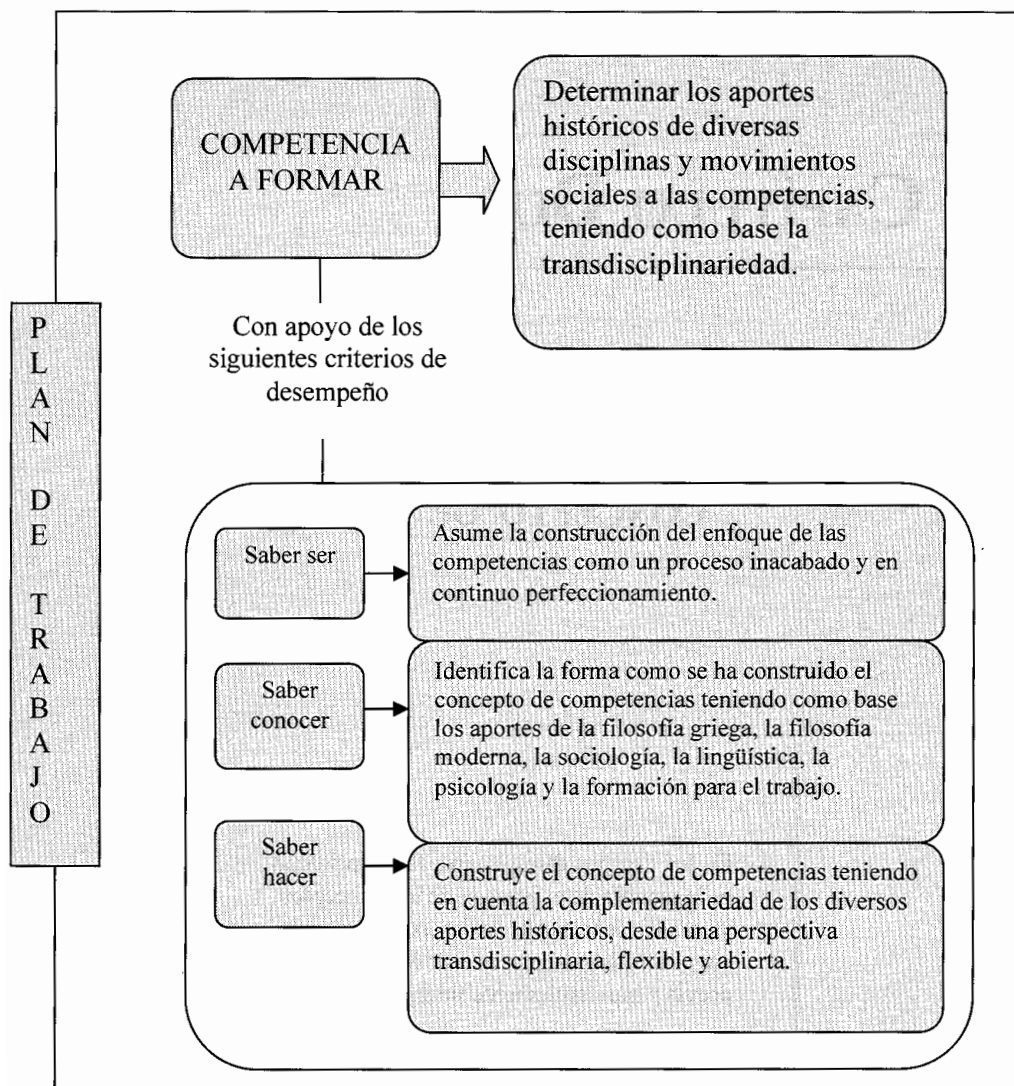 COMPETENCIA
A FORMAR
Determinar los aportes
históricos de diversas
disciplinas y movimientos
sociales a las competencias,
teniendo como base la
transdisciplinariedad.
PLAN DE TRABAJO
Con apoyo de los
siguientes criterios de
desempeño
Saber ser
Asume la construcción del enfoque de las
competencias como un proceso inacabado y en
continuo perfeccionamiento.
Saber
conocer
Identifica la forma como se ha construido el
concepto de competencias teniendo como base
los aportes de la filosofía griega, la filosofía
moderna, la sociología, la lingüística, la
psicología y la formación para el trabajo.
Saber
hacer
Construye el concepto de competencias teniendo
en cuenta la complementariedad de los diversos
aportes históricos, desde una perspectiva
transdisciplinaria, flexible y abierta.